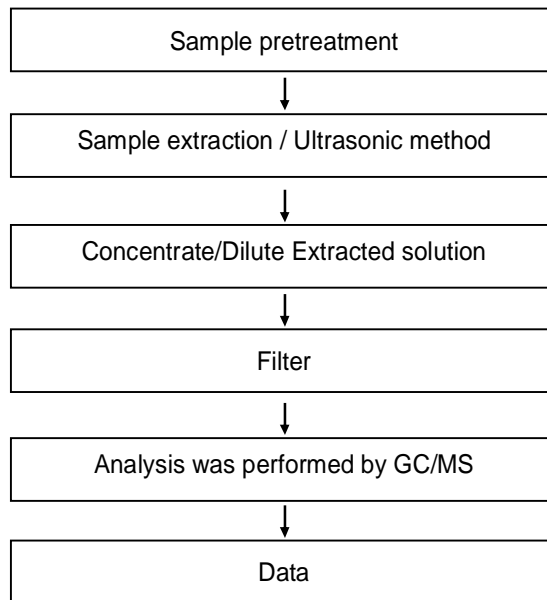 Sample pretreatment
Sample extraction / Ultrasonic method
Concentrate/Dilute Extracted solution
Filter
Analysis was performed by GC/MS
Data